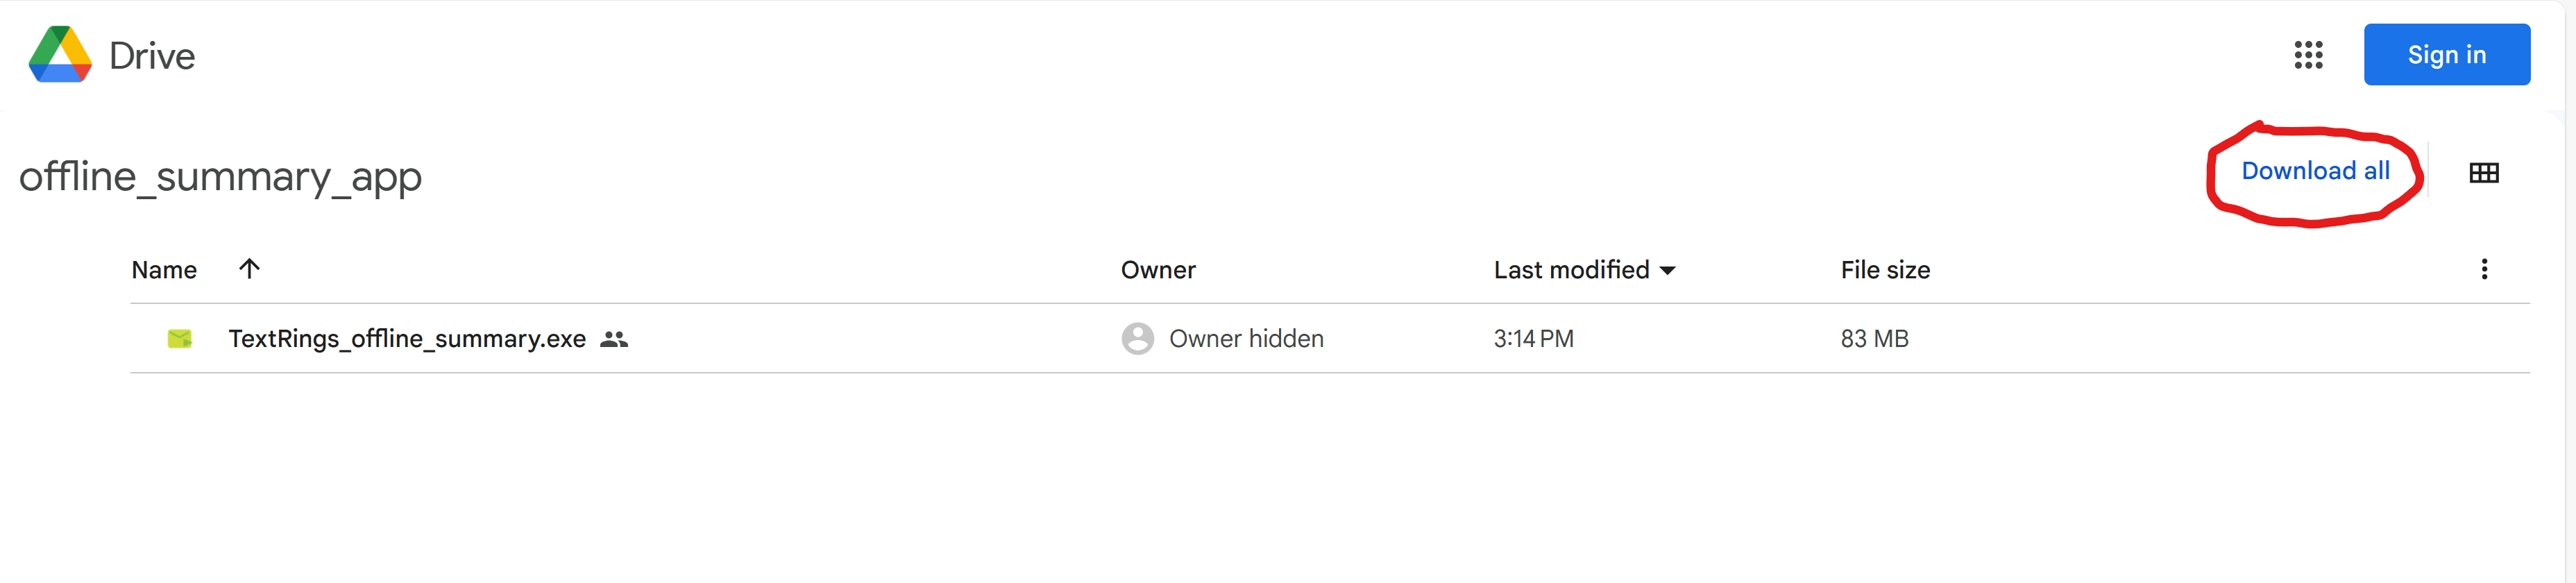 Drive
Sign in
offline_summary_app
Download all
Name Owner Last modified File size
TextRings_offline_summary.exe Owner hidden 3:14 PM 83 MB